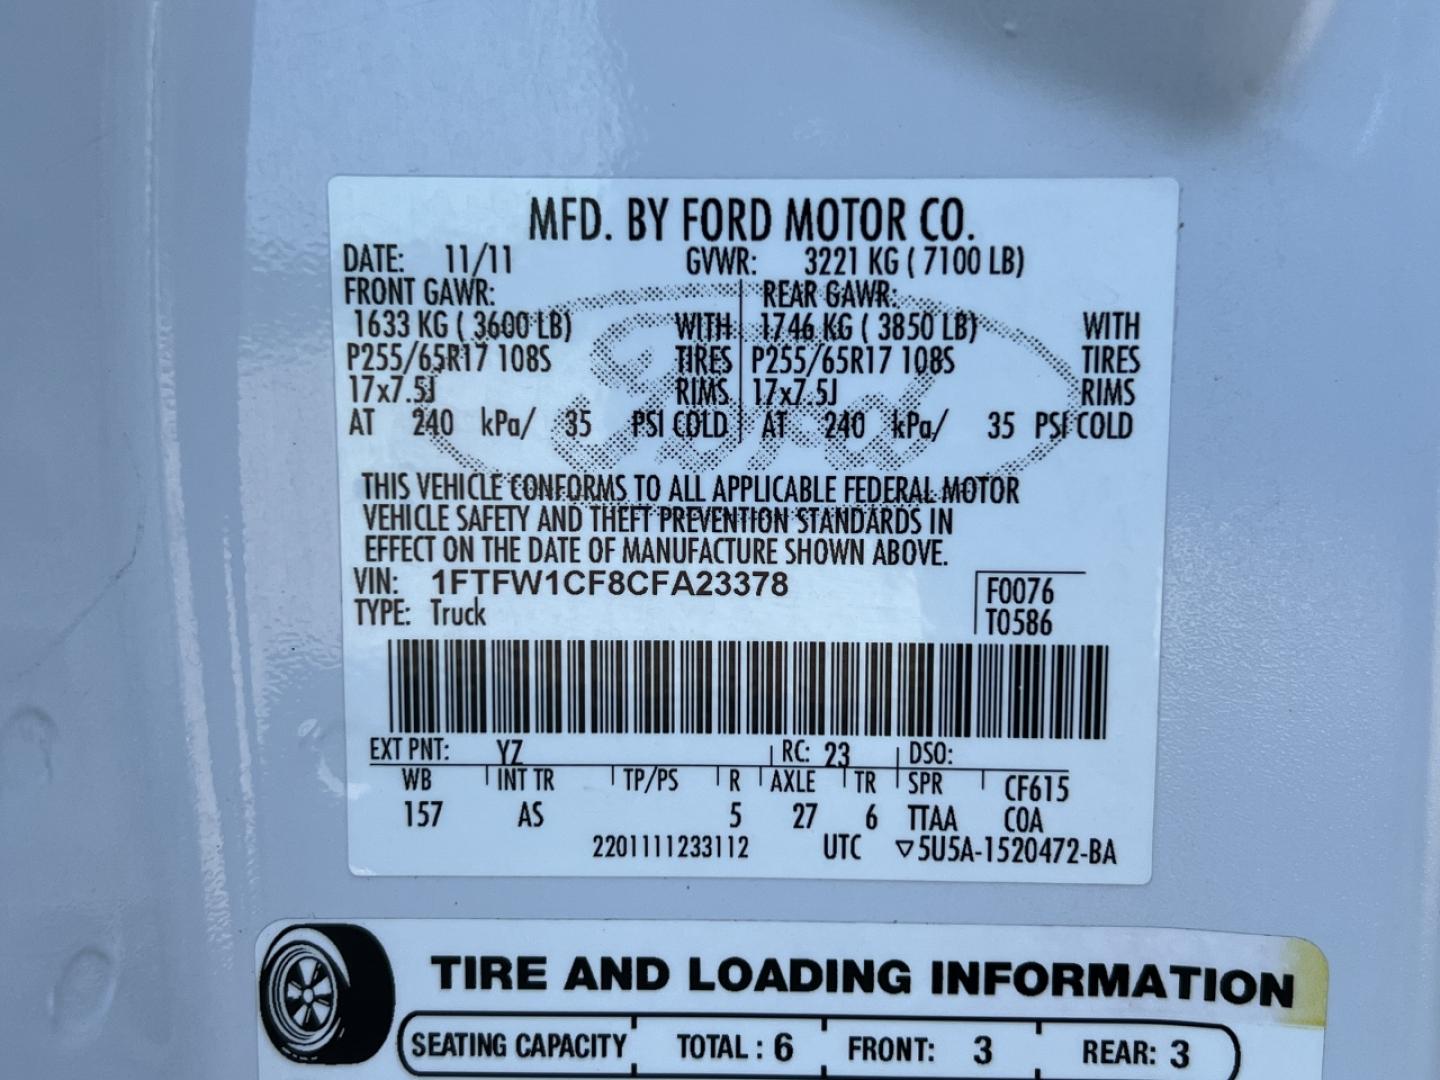 MFD. BY FORD MOTOR CO.
DATE: 11/11 GVWR: 3221 KG ( 7100 LB)
FRONT GAWR: REAR GAWR:
1633 KG ( 3600 LB) WITH 1746 KG ( 3850 LB) WITH
P255/65R17 108S TIRES P255/65R17 108S TIRES
17x7.5J RIMS 17x7.5J RIMS
AT 240 kPa/ 35 PSI COLD AT 240 kPa/ 35 PSI COLD
Ford
THIS VEHICLE CONFORMS TO ALL APPLICABLE FEDERAL MOTOR
VEHICLE SAFETY AND THEFT PREVENTION STANDARDS IN
EFFECT ON THE DATE OF MANUFACTURE SHOWN ABOVE.
VIN: 1FTFW1CF8CFA23378 F0076
TYPE: Truck T0586
EXT PNT: YZ RC: 23 DSO:
WB INT TR TP/PS R AXLE TR SPR CF615
157 AS 5 27 6 TTAA COA
2201111233112 UTC ▽5U5A-1520472-BA
TIRE AND LOADING INFORMATION
SEATING CAPACITY TOTAL : 6 FRONT: 3 REAR: 3